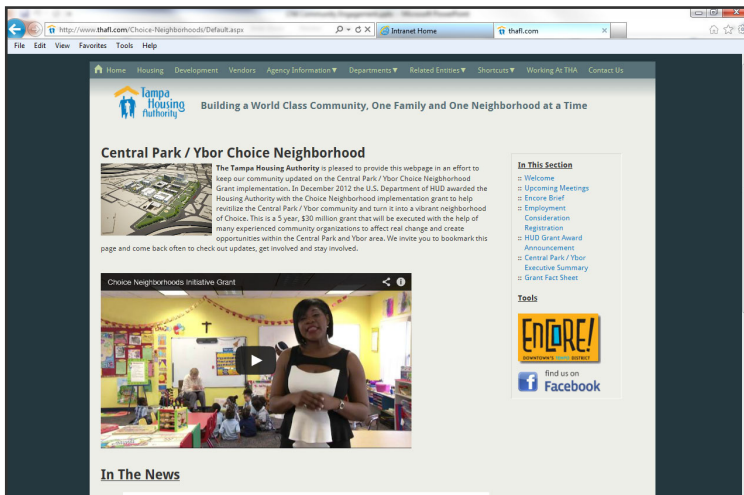 http://www.thafl.com/Choice-Neighborhoods/Default.aspx
Intranet Home
thafl.com
File Edit View Favorites Tools Help
Home Housing Development Vendors Agency Information Departments Related Entities Shortcuts Working At THA Contact Us
Tampa
Housing
Authority
Building a World Class Community, One Family and One Neighborhood at a Time
Central Park / Ybor Choice Neighborhood
The Tampa Housing Authority is pleased to provide this webpage in an effort to
keep our community updated on the Central Park / Ybor Choice Neighborhood
Grant implementation. In December 2012 the U.S. Department of HUD awarded the
Housing Authority with the Choice Neighborhood implementation grant to help
revitilize the Central Park / Ybor community and turn it into a vibrant neighborhood
of Choice. This is a 5 year, $30 million grant that will be executed with the help of
many experienced community organizations to affect real change and create
opportunities within the Central Park and Ybor area. We invite you to bookmark this
page and come back often to check out updates, get involved and stay involved.
Choice Neighborhoods Initiative Grant
In The News
In This Section
:: Welcome
:: Upcoming Meetings
:: Encore Brief
:: Employment
Consideration
Registration
:: HUD Grant Award
Announcement
:: Central Park / Ybor
Executive Summary
:: Grant Fact Sheet
Tools
ENCORE!
DOWNTOWN'S DISTRICT
find us on
Facebook